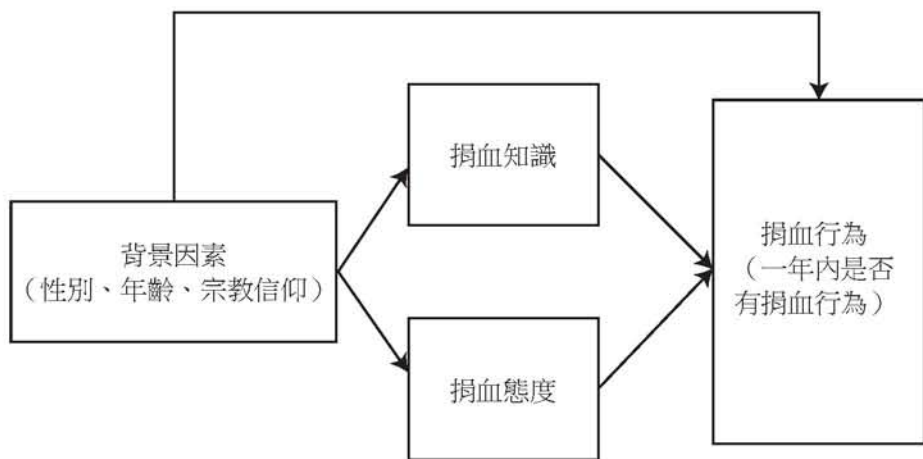 背景因素
（性別、年齡、宗教信仰）
捐血知識
捐血態度
捐血行為
（一年內是否
有捐血行為）